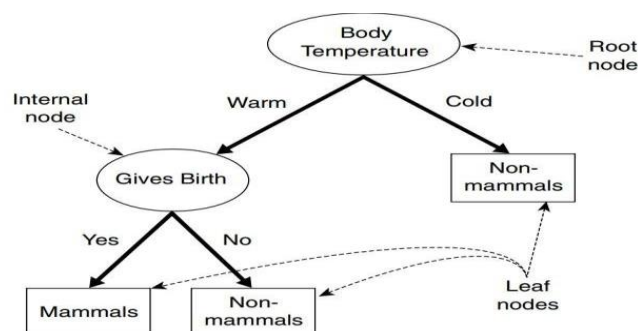 Body
Temperature
Root
node
Internal
node
Warm
Cold
Gives Birth
Non-
mammals
Yes
No
Mammals
Non-
mammals
Leaf
nodes